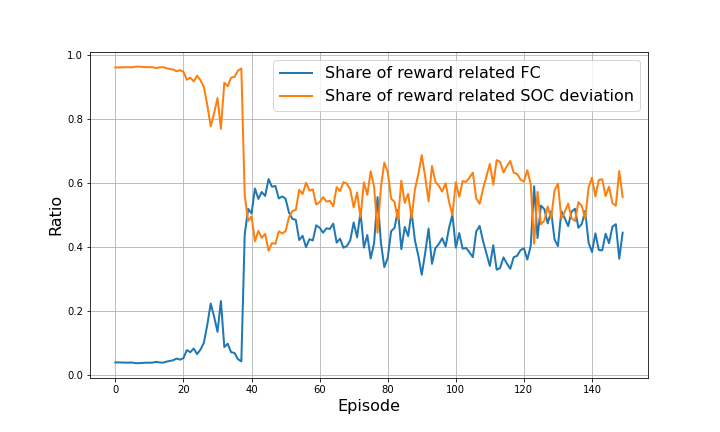 1.0
0.8
0.6
0.4
0.2
0.0
Ratio
Share of reward related FC
Share of reward related SOC deviation
0 20 40 60 80 100 120 140
Episode